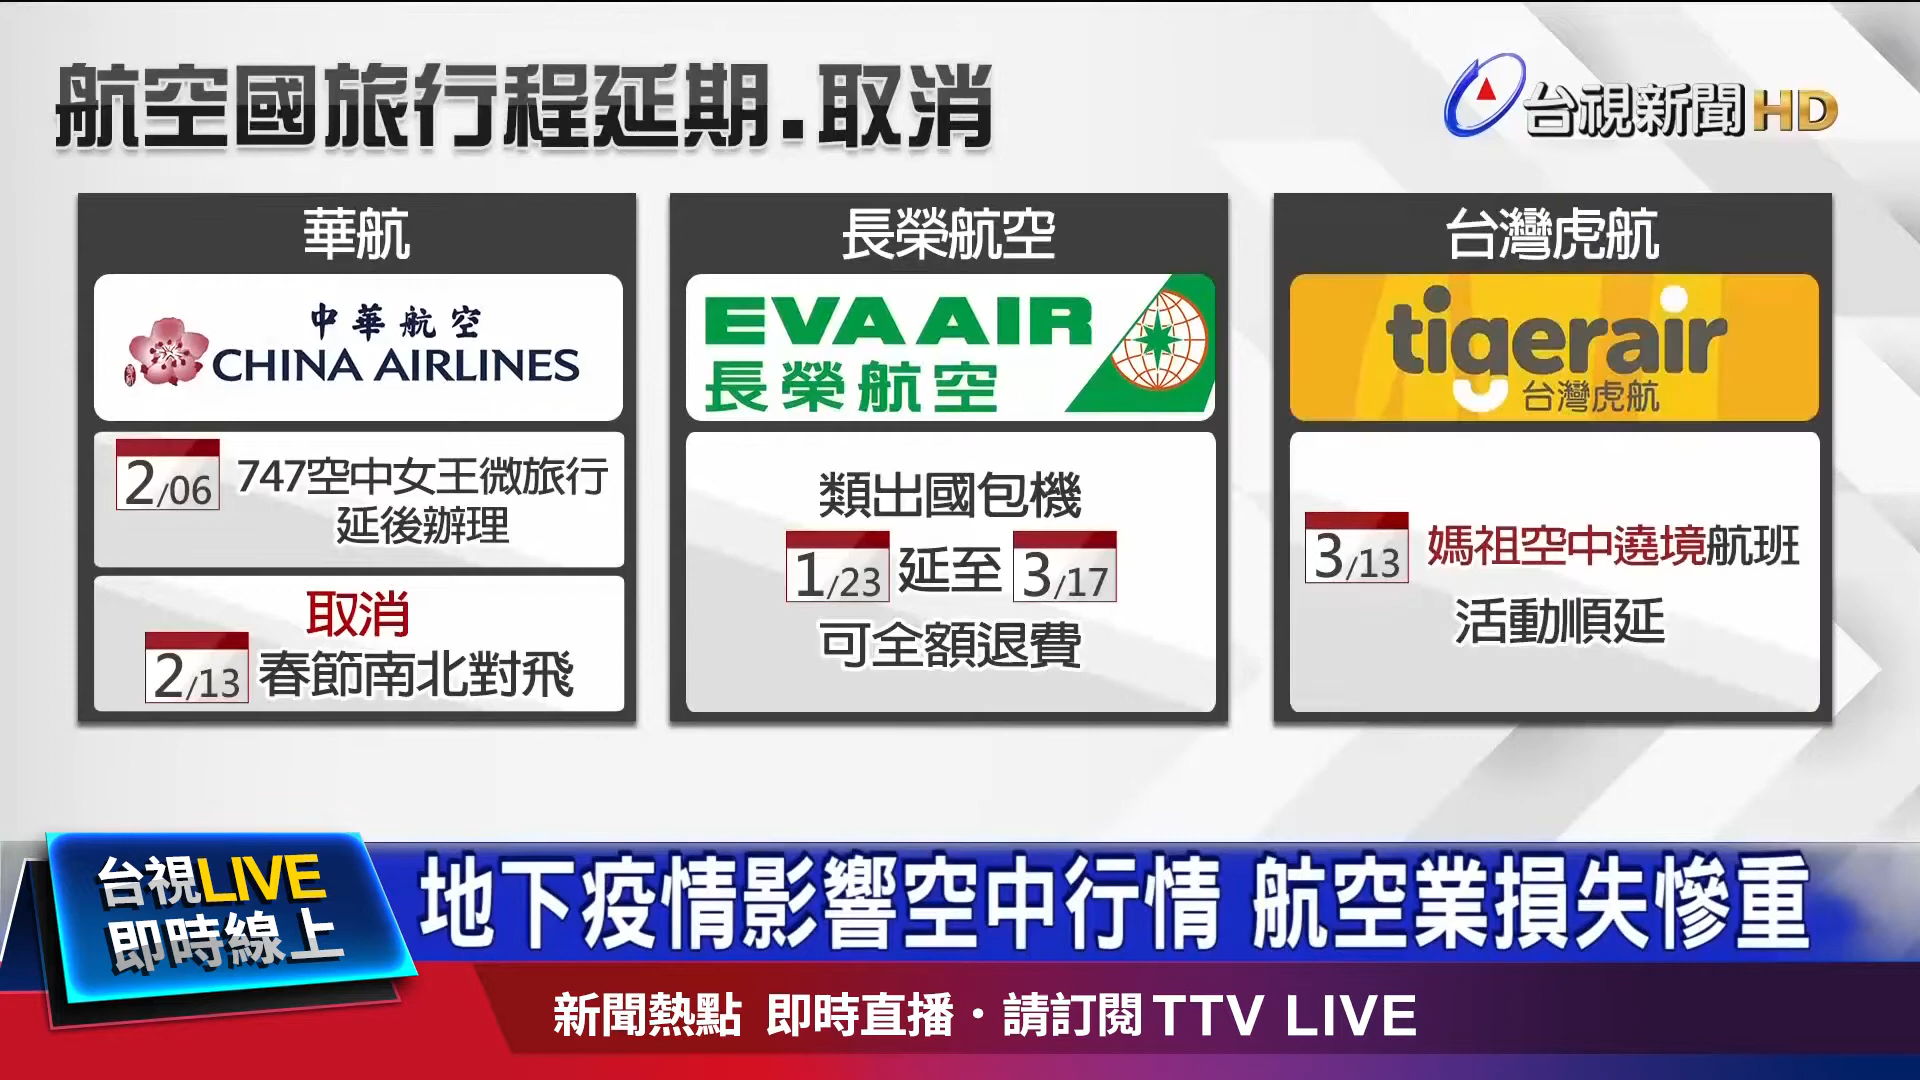 航空國旅行程延期.取消
台視新聞HD
華航
中華航空
CHINA AIRLINES
2/06 747空中女王微旅行
延後辦理
取消
2/13 春節南北對飛
長榮航空
EVA AIR
長榮航空
類出國包機
1/23 延至 3/17
可全額退費
台灣虎航
tigerair
台灣虎航
3/13 媽祖空中遶境航班
活動順延
台視LIVE
即時線上
地下疫情影響空中行情 航空業損失慘重
新聞熱點 即時直播・請訂閱TTV LIVE